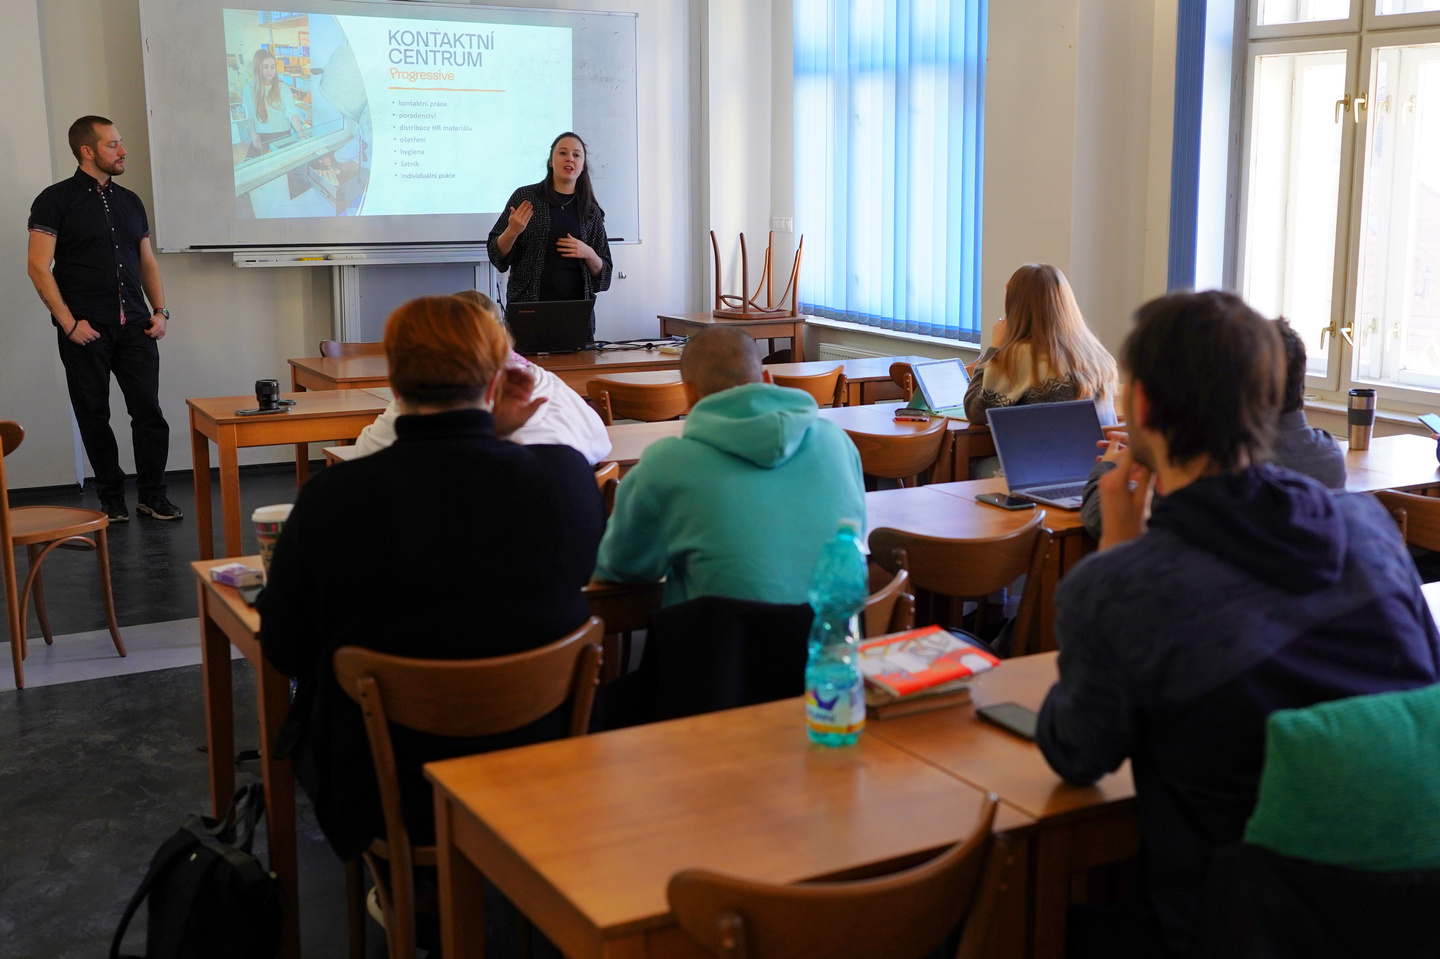 KONTAKTNÍ
CENTRUM
Progressive
• kontaktní práce
• poradenství
• distribuce HR materiálu
• ošetření
• hygiena
• šatník
• individuální práce